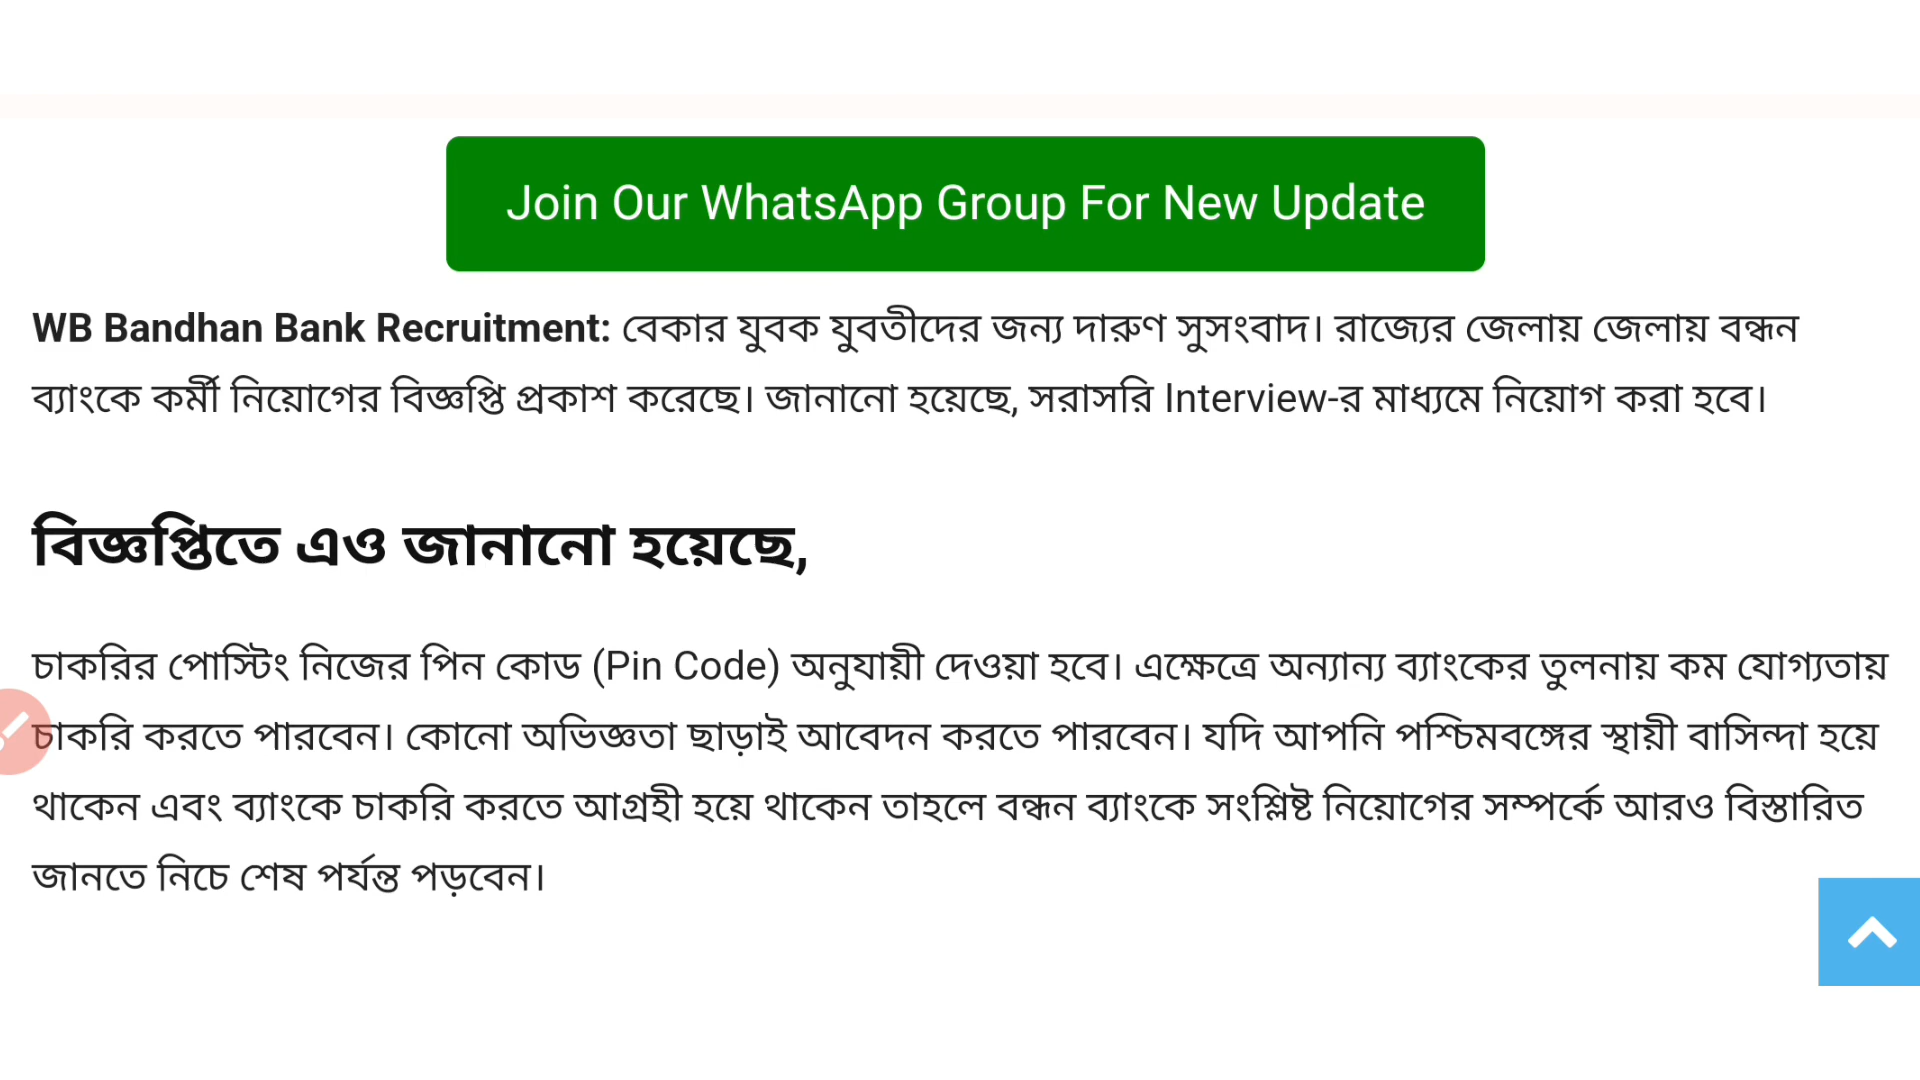 Join Our WhatsApp Group For New Update
WB Bandhan Bank Recruitment: বেকার যুবক যুবতীদের জন্য দারুণ সুসংবাদ। রাজ্যের জেলায় জেলায় বন্ধন
ব্যাংকে কর্মী নিয়োগের বিজ্ঞপ্তি প্রকাশ করেছে। জানানো হয়েছে, সরাসরি Interview-র মাধ্যমে নিয়োগ করা হবে।
বিজ্ঞপ্তিতে এও জানানো হয়েছে,
চাকরির পোস্টিং নিজের পিন কোড (Pin Code) অনুযায়ী দেওয়া হবে। এক্ষেত্রে অন্যান্য ব্যাংকের তুলনায় কম যোগ্যতায়
চাকরি করতে পারবেন। কোনো অভিজ্ঞতা ছাড়াই আবেদন করতে পারবেন। যদি আপনি পশ্চিমবঙ্গের স্থায়ী বাসিন্দা হয়ে
থাকেন এবং ব্যাংকে চাকরি করতে আগ্রহী হয়ে থাকেন তাহলে বন্ধন ব্যাংকে সংশ্লিষ্ট নিয়োগের সম্পর্কে আরও বিস্তারিত
জানতে নিচে শেষ পর্যন্ত পড়বেন।